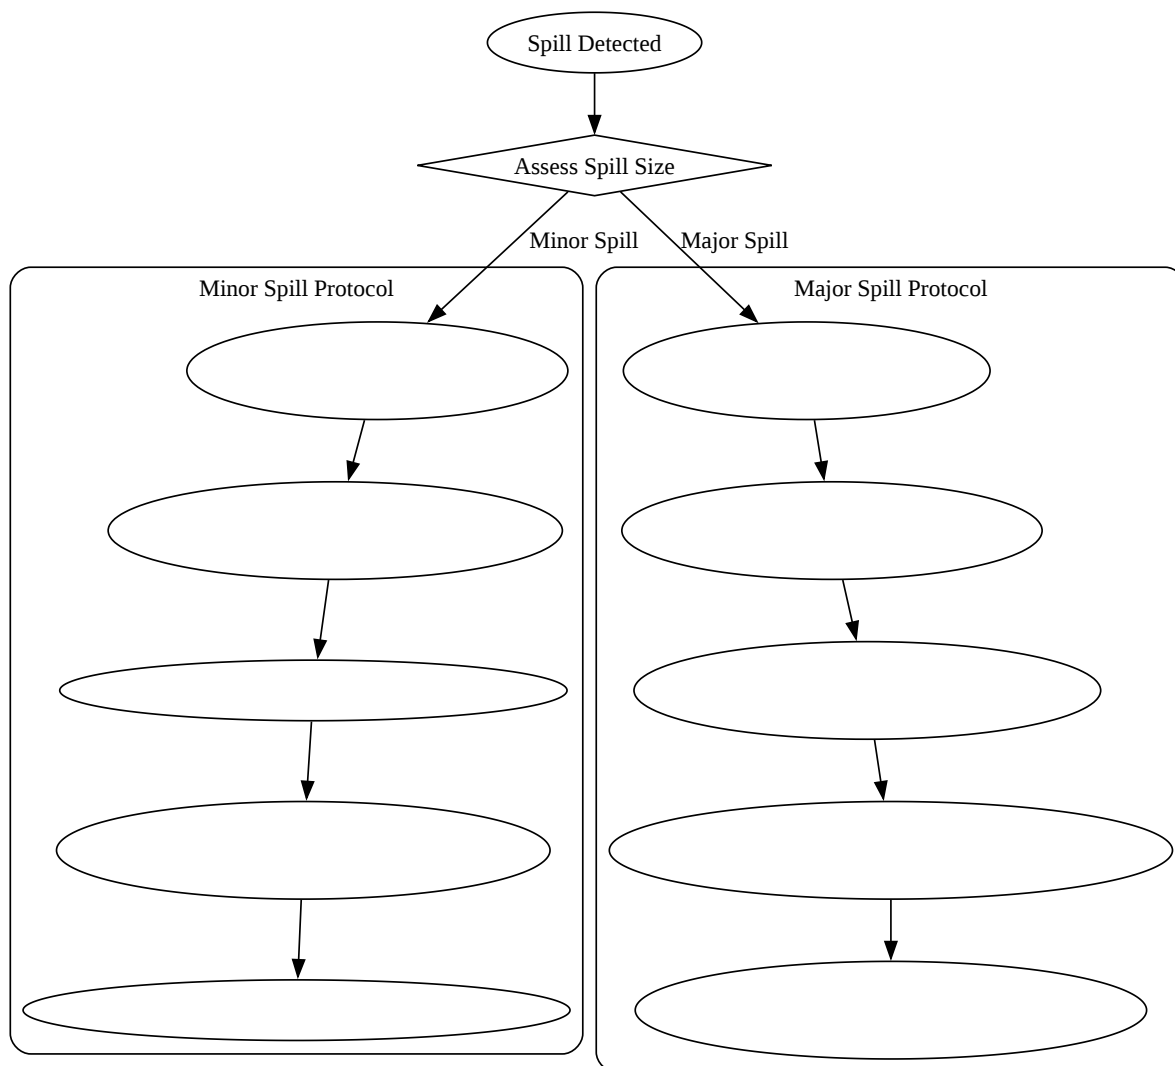 Spill Detected
Assess Spill Size
Minor Spill
Major Spill
Minor Spill Protocol
Major Spill Protocol